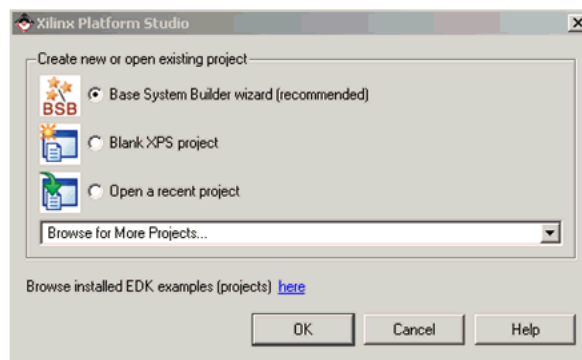 Xilinx Platform Studio
Create new or open existing project
BSB
Base System Builder wizard (recommended)
Blank XPS project
Open a recent project
Browse for More Projects...
Browse installed EDK examples (projects) here
OK Cancel Help